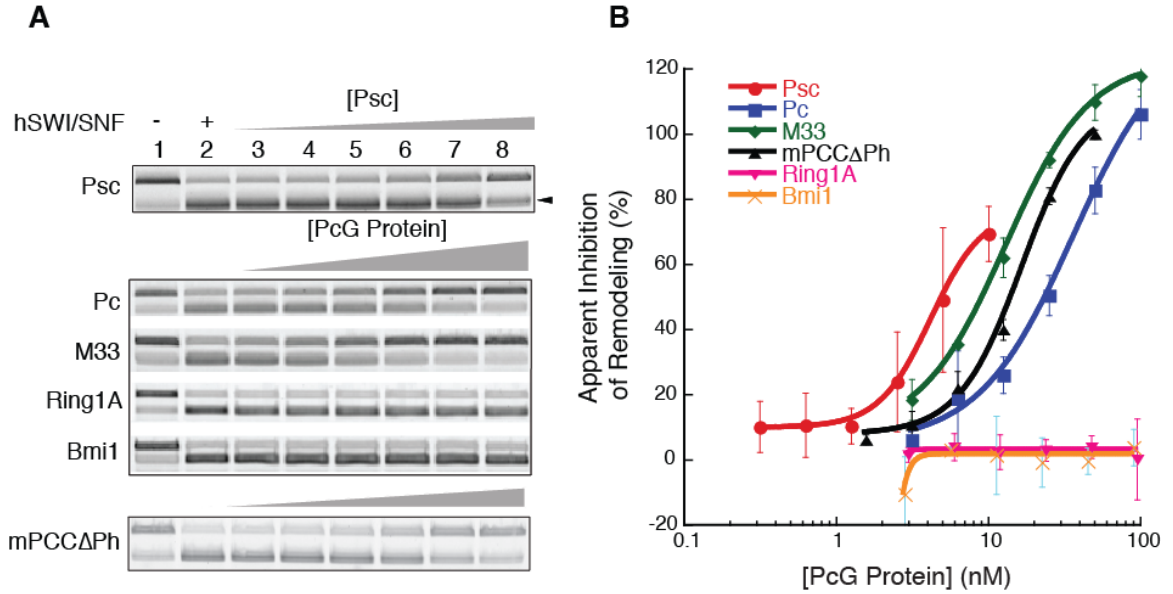 A
[Psc]
hSWI/SNF - +
1 2 3 4 5 6 7 8
Psc
[PcG Protein]
Pc
M33
Ring1A
Bmi1
mPCCΔPh
B
120
100
80
60
40
20
0
-20
Psc
Pc
M33
mPCCΔPh
Ring1A
Bmi1
Apparent Inhibition
of Remodeling (%)
0.1 1 10 100
[PcG Protein] (nM)